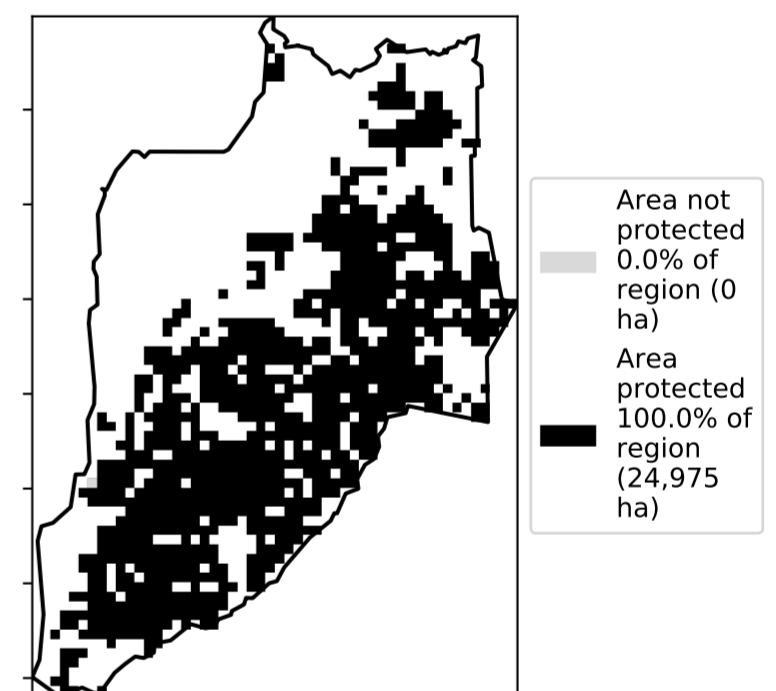 Area not
protected
0.0% of
region (0
ha)
Area
protected
100.0% of
region
(24,975
ha)